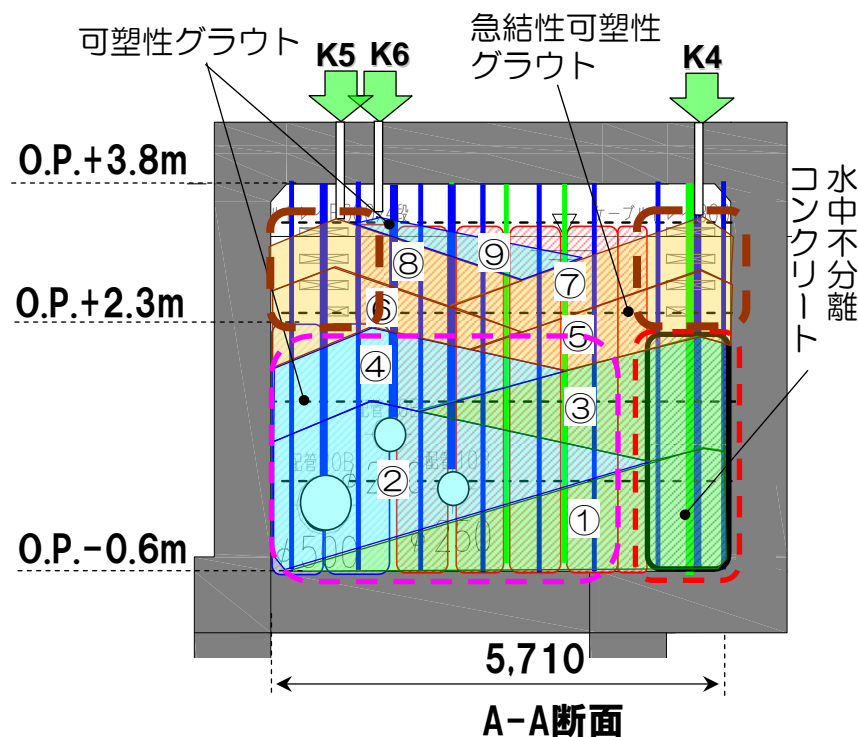 可塑性グラウト
K5
K6
急結性可塑性
グラウト
K4
水中不分離
コンクリート
O.P.+3.8m
O.P.+2.3m
O.P.-0.6m
⑧
⑨
⑦
⑥
⑤
④
③
②
①
5,710
A-A断面